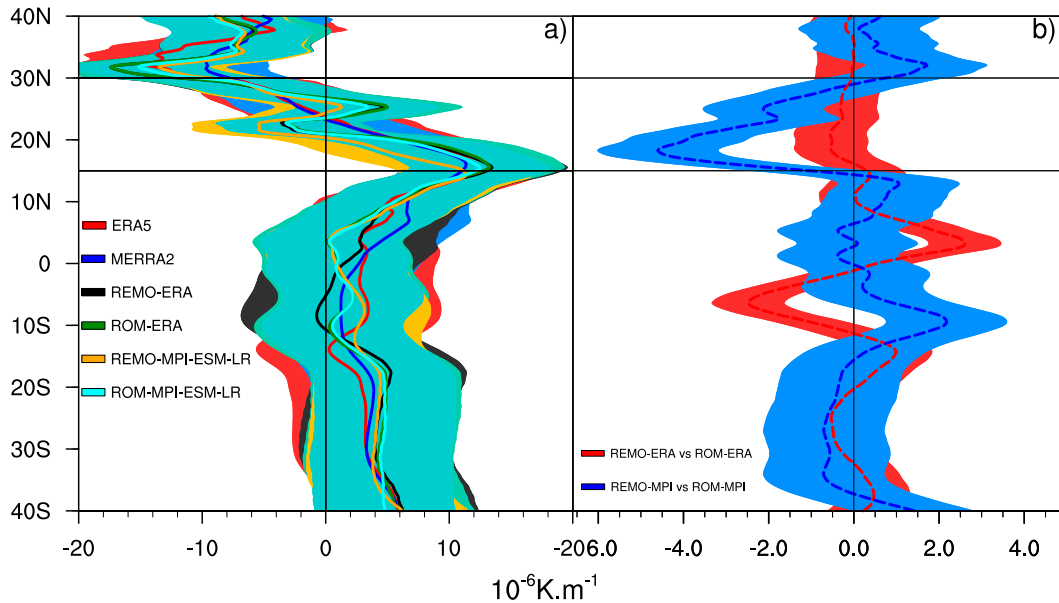 a)
b)
40N
30N
20N
10N
0
10S
20S
30S
40S
ERA5
MERRA2
REMO-ERA
ROM-ERA
REMO-MPI-ESM-LR
ROM-MPI-ESM-LR
REMO-ERA vs ROM-ERA
REMO-MPI vs ROM-MPI
-20 -10 0 10 -206.0 -4.0 -2.0 0.0 2.0 4.0
10-6K.m-1